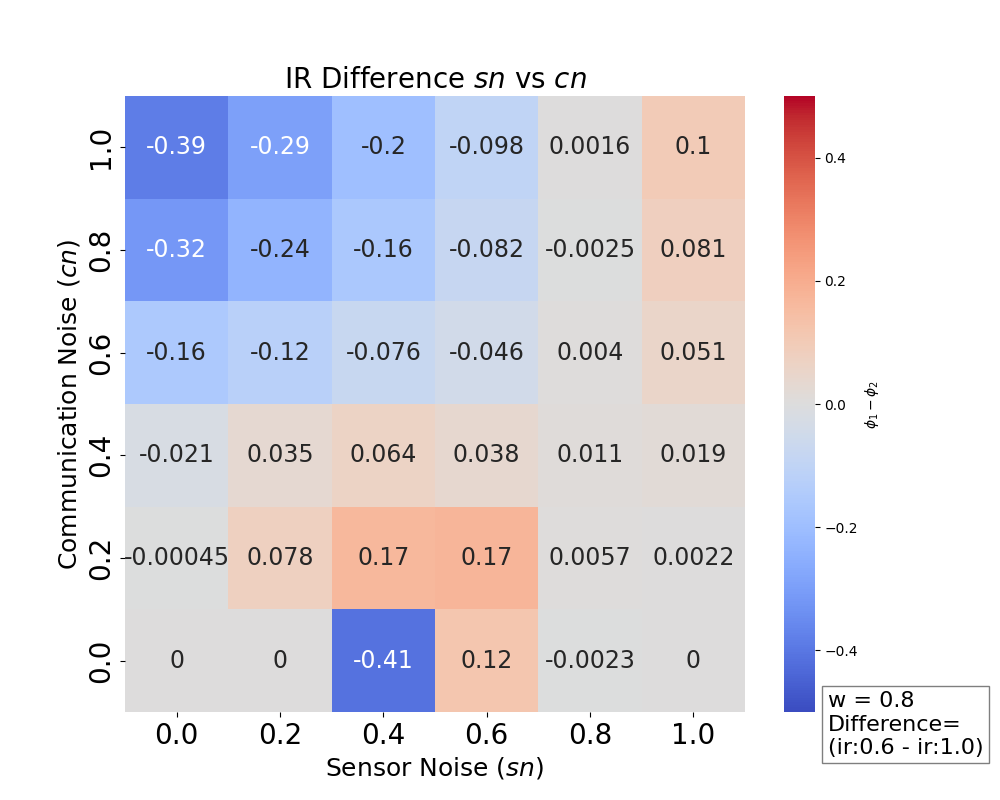 IR Difference sn vs cn
Communication Noise (cn)
1.0 -0.39 -0.29 -0.2 -0.098 0.0016 0.1
0.8 -0.32 -0.24 -0.16 -0.082 -0.0025 0.081
0.6 -0.16 -0.12 -0.076 -0.046 0.004 0.051
0.4 -0.021 0.035 0.064 0.038 0.011 0.019
0.2 -0.00045 0.078 0.17 0.17 0.0057 0.0022
0.0 0 0 -0.41 0.12 -0.0023 0
0.0 0.2 0.4 0.6 0.8 1.0
Sensor Noise (sn)
0.4
0.2
0.0
−0.2
−0.4
ϕ₁ − ϕ₂
w = 0.8
Difference=
(ir:0.6 - ir:1.0)